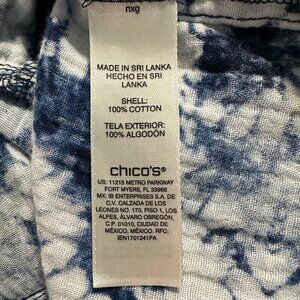 nxg
MADE IN SRI LANKA
HECHO EN SRI
LANKA
SHELL:
100% COTTON
TELA EXTERIOR:
100% ALGODÓN
chico's®
US: 11215 METRO PARKWAY
FORT MYERS, FL 33966
MX: IB ENTERPRISES S.A. DE
C.V. CALZADA DE LOS
LEONES NO. 170, PISO 1, LOS
ALPES, ÁLVARO OBREGÓN,
C.P. 01010, CIUDAD DE
MÉXICO, MÉXICO. RFC:
IEN1701241PA